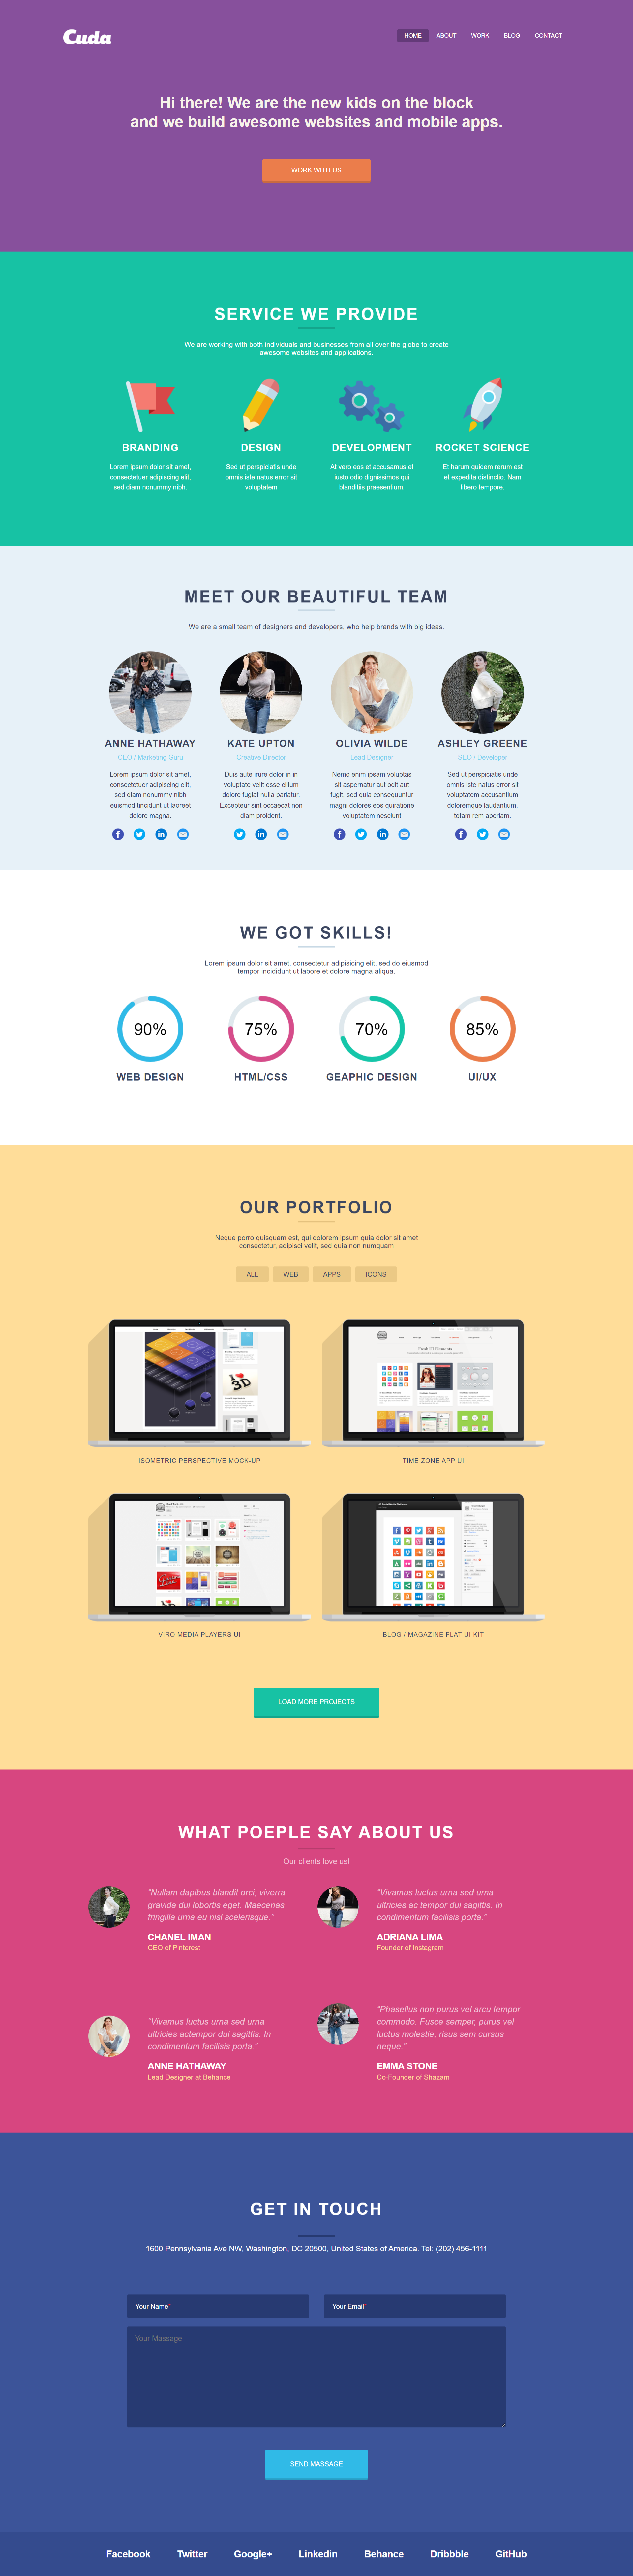 Cuda
HOME ABOUT WORK BLOG CONTACT
Hi there! We are the new kids on the block
and we build awesome websites and mobile apps.
WORK WITH US
SERVICE WE PROVIDE
We are working with both individuals and businesses from all over the globe to create
awesome websites and applications.
BRANDING
Lorem ipsum dolor sit amet,
consectetuer adipiscing elit,
sed diam nonummy nibh.
DESIGN
Sed ut perspiciatis unde
omnis iste natus error sit
voluptatem
DEVELOPMENT
At vero eos et accusamus et
iusto odio dignissimos qui
blanditiis praesentium.
ROCKET SCIENCE
Et harum quidem rerum est
et expedita distinctio. Nam
libero tempore.
MEET OUR BEAUTIFUL TEAM
We are a small team of designers and developers, who help brands with big ideas.
ANNE HATHAWAY
CEO / Marketing Guru
Lorem ipsum dolor sit amet,
consectetuer adipiscing elit,
sed diam nonummy nibh
euismod tincidunt ut laoreet
dolore magna.
KATE UPTON
Creative Director
Duis aute irure dolor in in
voluptate velit esse cillum
dolore fugiat nulla pariatur.
Excepteur sint occaecat non
diam proident.
OLIVIA WILDE
Lead Designer
Nemo enim ipsam voluptas
sit aspernatur aut odit aut
fugit, sed quia consequuntur
magni dolores eos quiratione
voluptatem nesciunt
ASHLEY GREENE
SEO / Developer
Sed ut perspiciatis unde
omnis iste natus error sit
voluptatem accusantium
doloremque laudantium,
totam rem aperiam.
WE GOT SKILLS!
Lorem ipsum dolor sit amet, consectetur adipisicing elit, sed do eiusmod
tempor incididunt ut labore et dolore magna aliqua.
90%
WEB DESIGN
75%
HTML/CSS
70%
GEAPHIC DESIGN
85%
UI/UX
OUR PORTFOLIO
Neque porro quisquam est, qui dolorem ipsum quia dolor sit amet
consectetur, adipisci velit, sed quia non numquam
ALL WEB APPS ICONS
ISOMETRIC PERSPECTIVE MOCK-UP
Fresh UI Elements
TIME ZONE APP UI
VIRO MEDIA PLAYERS UI
BLOG / MAGAZINE FLAT UI KIT
LOAD MORE PROJECTS
WHAT POEPLE SAY ABOUT US
Our clients love us!
“Nullam dapibus blandit orci, viverra
gravida dui lobortis eget. Maecenas
fringilla urna eu nisl scelerisque.”
CHANEL IMAN
CEO of Pinterest
“Vivamus luctus urna sed urna
ultricies ac tempor dui sagittis. In
condimentum facilisis porta.”
ADRIANA LIMA
Founder of Instagram
“Vivamus luctus urna sed urna
ultricies actempor dui sagittis. In
condimentum facilisis porta.”
ANNE HATHAWAY
Lead Designer at Behance
“Phasellus non purus vel arcu tempor
commodo. Fusce semper, purus vel
luctus molestie, risus sem cursus
neque.”
EMMA STONE
Co-Founder of Shazam
GET IN TOUCH
1600 Pennsylvania Ave NW, Washington, DC 20500, United States of America. Tel: (202) 456-1111
Your Name*
Your Email*
Your Massage
SEND MASSAGE
Facebook Twitter Google+ Linkedin Behance Dribbble GitHub